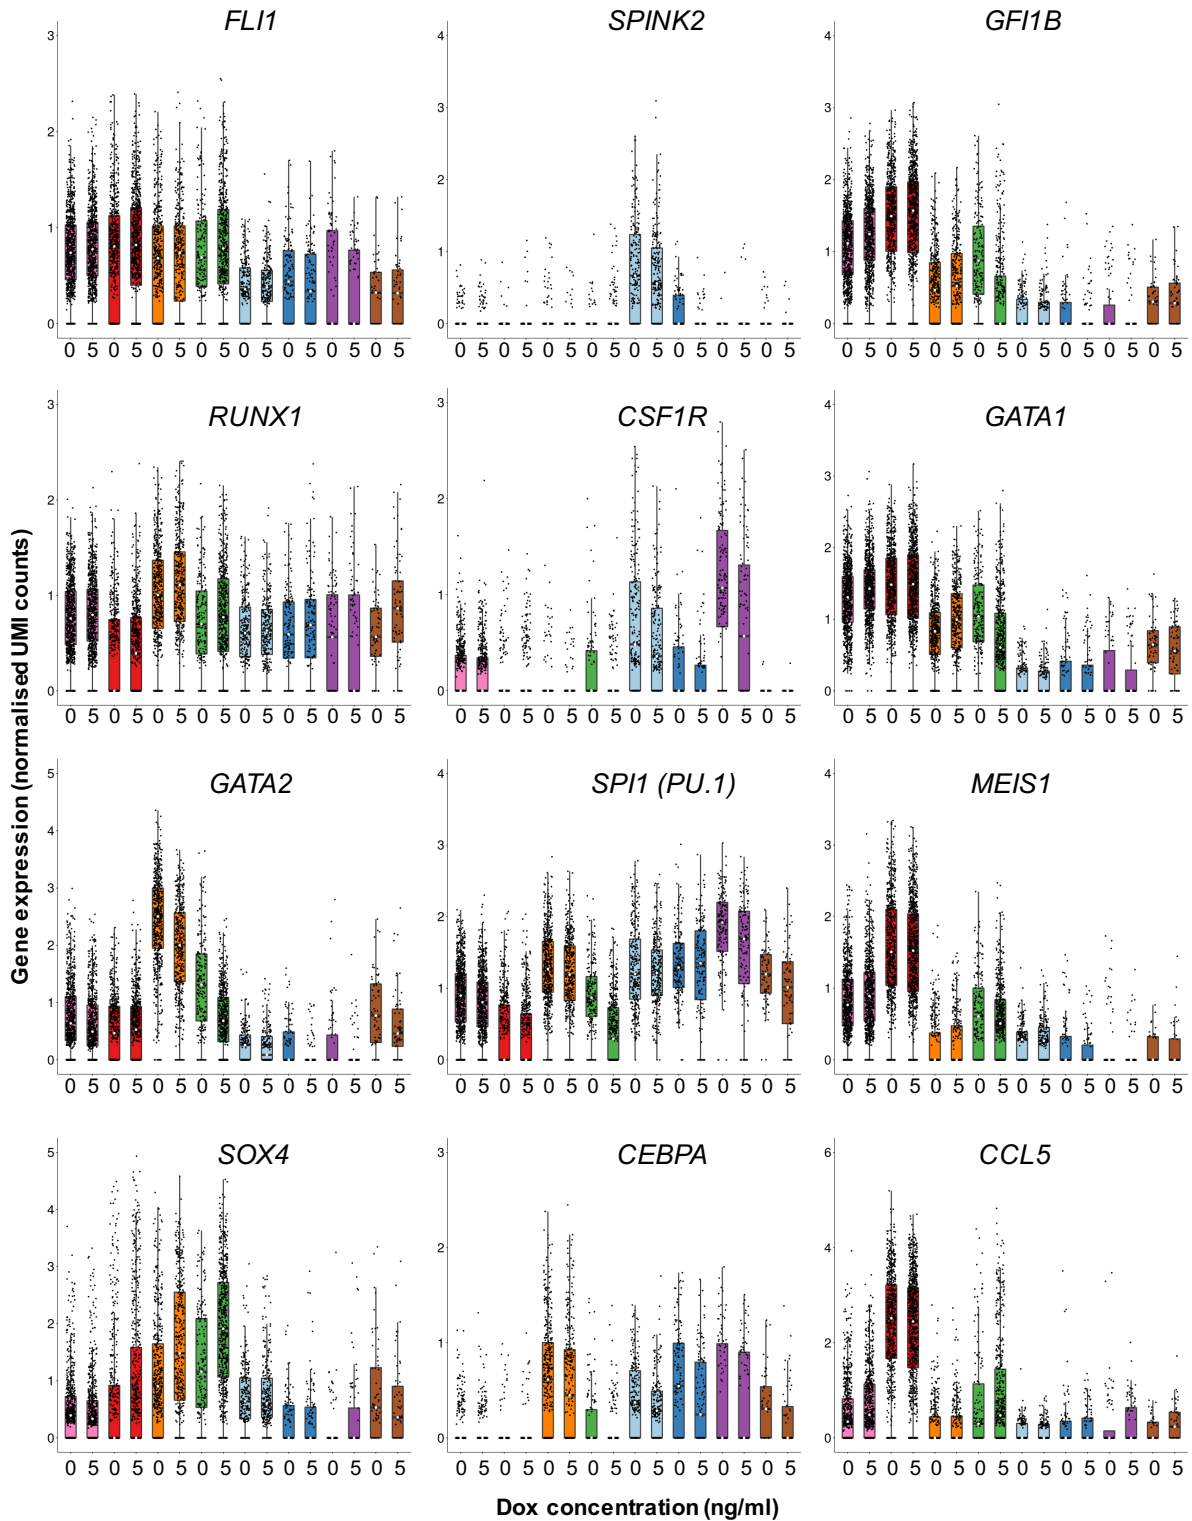 FLI1 SPINK2 GFI1B
3 4 4
2 3 3
1 2 2
0 1 1
0 0
0 5 0 5 0 5 0 5 0 5 0 5 0 5 0 5 0 5 0 5 0 5 0 5 0 5 0 5 0 5 0 5 0 5 0 5 0 5 0 5 0 5 0 5 0 5 0 5
RUNX1 CSF1R GATA1
3 3 4
2 2 3
1 1 2
0 0 1
0
0 5 0 5 0 5 0 5 0 5 0 5 0 5 0 5 0 5 0 5 0 5 0 5 0 5 0 5 0 5 0 5 0 5 0 5 0 5 0 5 0 5 0 5 0 5 0 5
Gene expression (normalised UMI counts)
GATA2 SPI1 (PU.1) MEIS1
5 4 4
4 3 3
3 2 2
2 1 1
1 0 0
0
0 5 0 5 0 5 0 5 0 5 0 5 0 5 0 5 0 5 0 5 0 5 0 5 0 5 0 5 0 5 0 5 0 5 0 5 0 5 0 5 0 5 0 5 0 5 0 5
SOX4 CEBPA CCL5
5 3 6
4 2 4
3 1 2
2 0 0
1
0
0 5 0 5 0 5 0 5 0 5 0 5 0 5 0 5 0 5 0 5 0 5 0 5 0 5 0 5 0 5 0 5 0 5 0 5 0 5 0 5 0 5 0 5 0 5 0 5
Dox concentration (ng/ml)